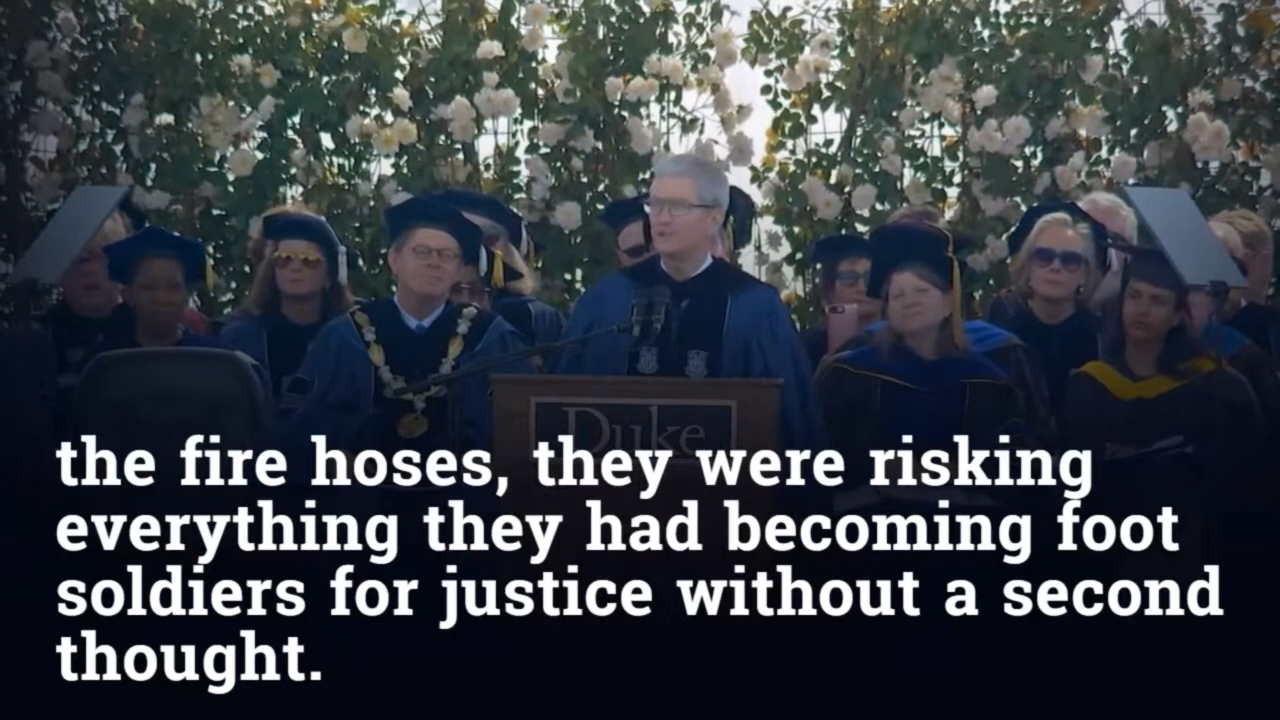 Duke
the fire hoses, they were risking
everything they had becoming foot
soldiers for justice without a second
thought.